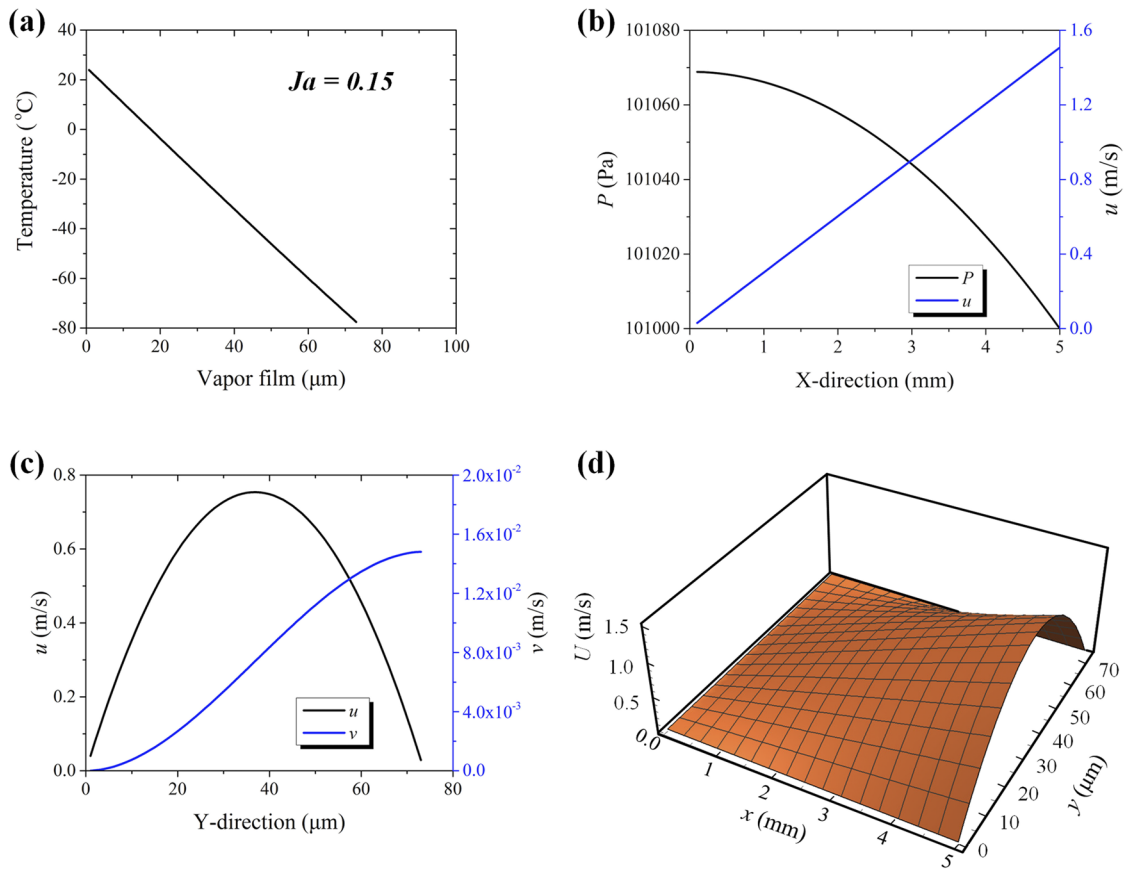 (a)
40
20
0
-20
-40
-60
-80
Temperature ( °C)
Ja = 0.15
0 20 40 60 80 100
Vapor film (μm)
(b)
101080
101060
101040
101020
101000
P (Pa)
1.6
1.2
0.8
0.4
0.0
u (m/s)
P
u
0 1 2 3 4 5
X-direction (mm)
(c)
0.8
0.6
0.4
0.2
0.0
u (m/s)
2.0x10⁻²
1.6x10⁻²
1.2x10⁻²
8.0x10⁻³
4.0x10⁻³
0.0
v (m/s)
u
v
0 20 40 60 80
Y-direction (μm)
(d)
1.5
1.0
0.5
0.0
U (m/s)
1 2 3 4 5
x (mm)
0 10 20 30 40 50 60 70
y (μm)